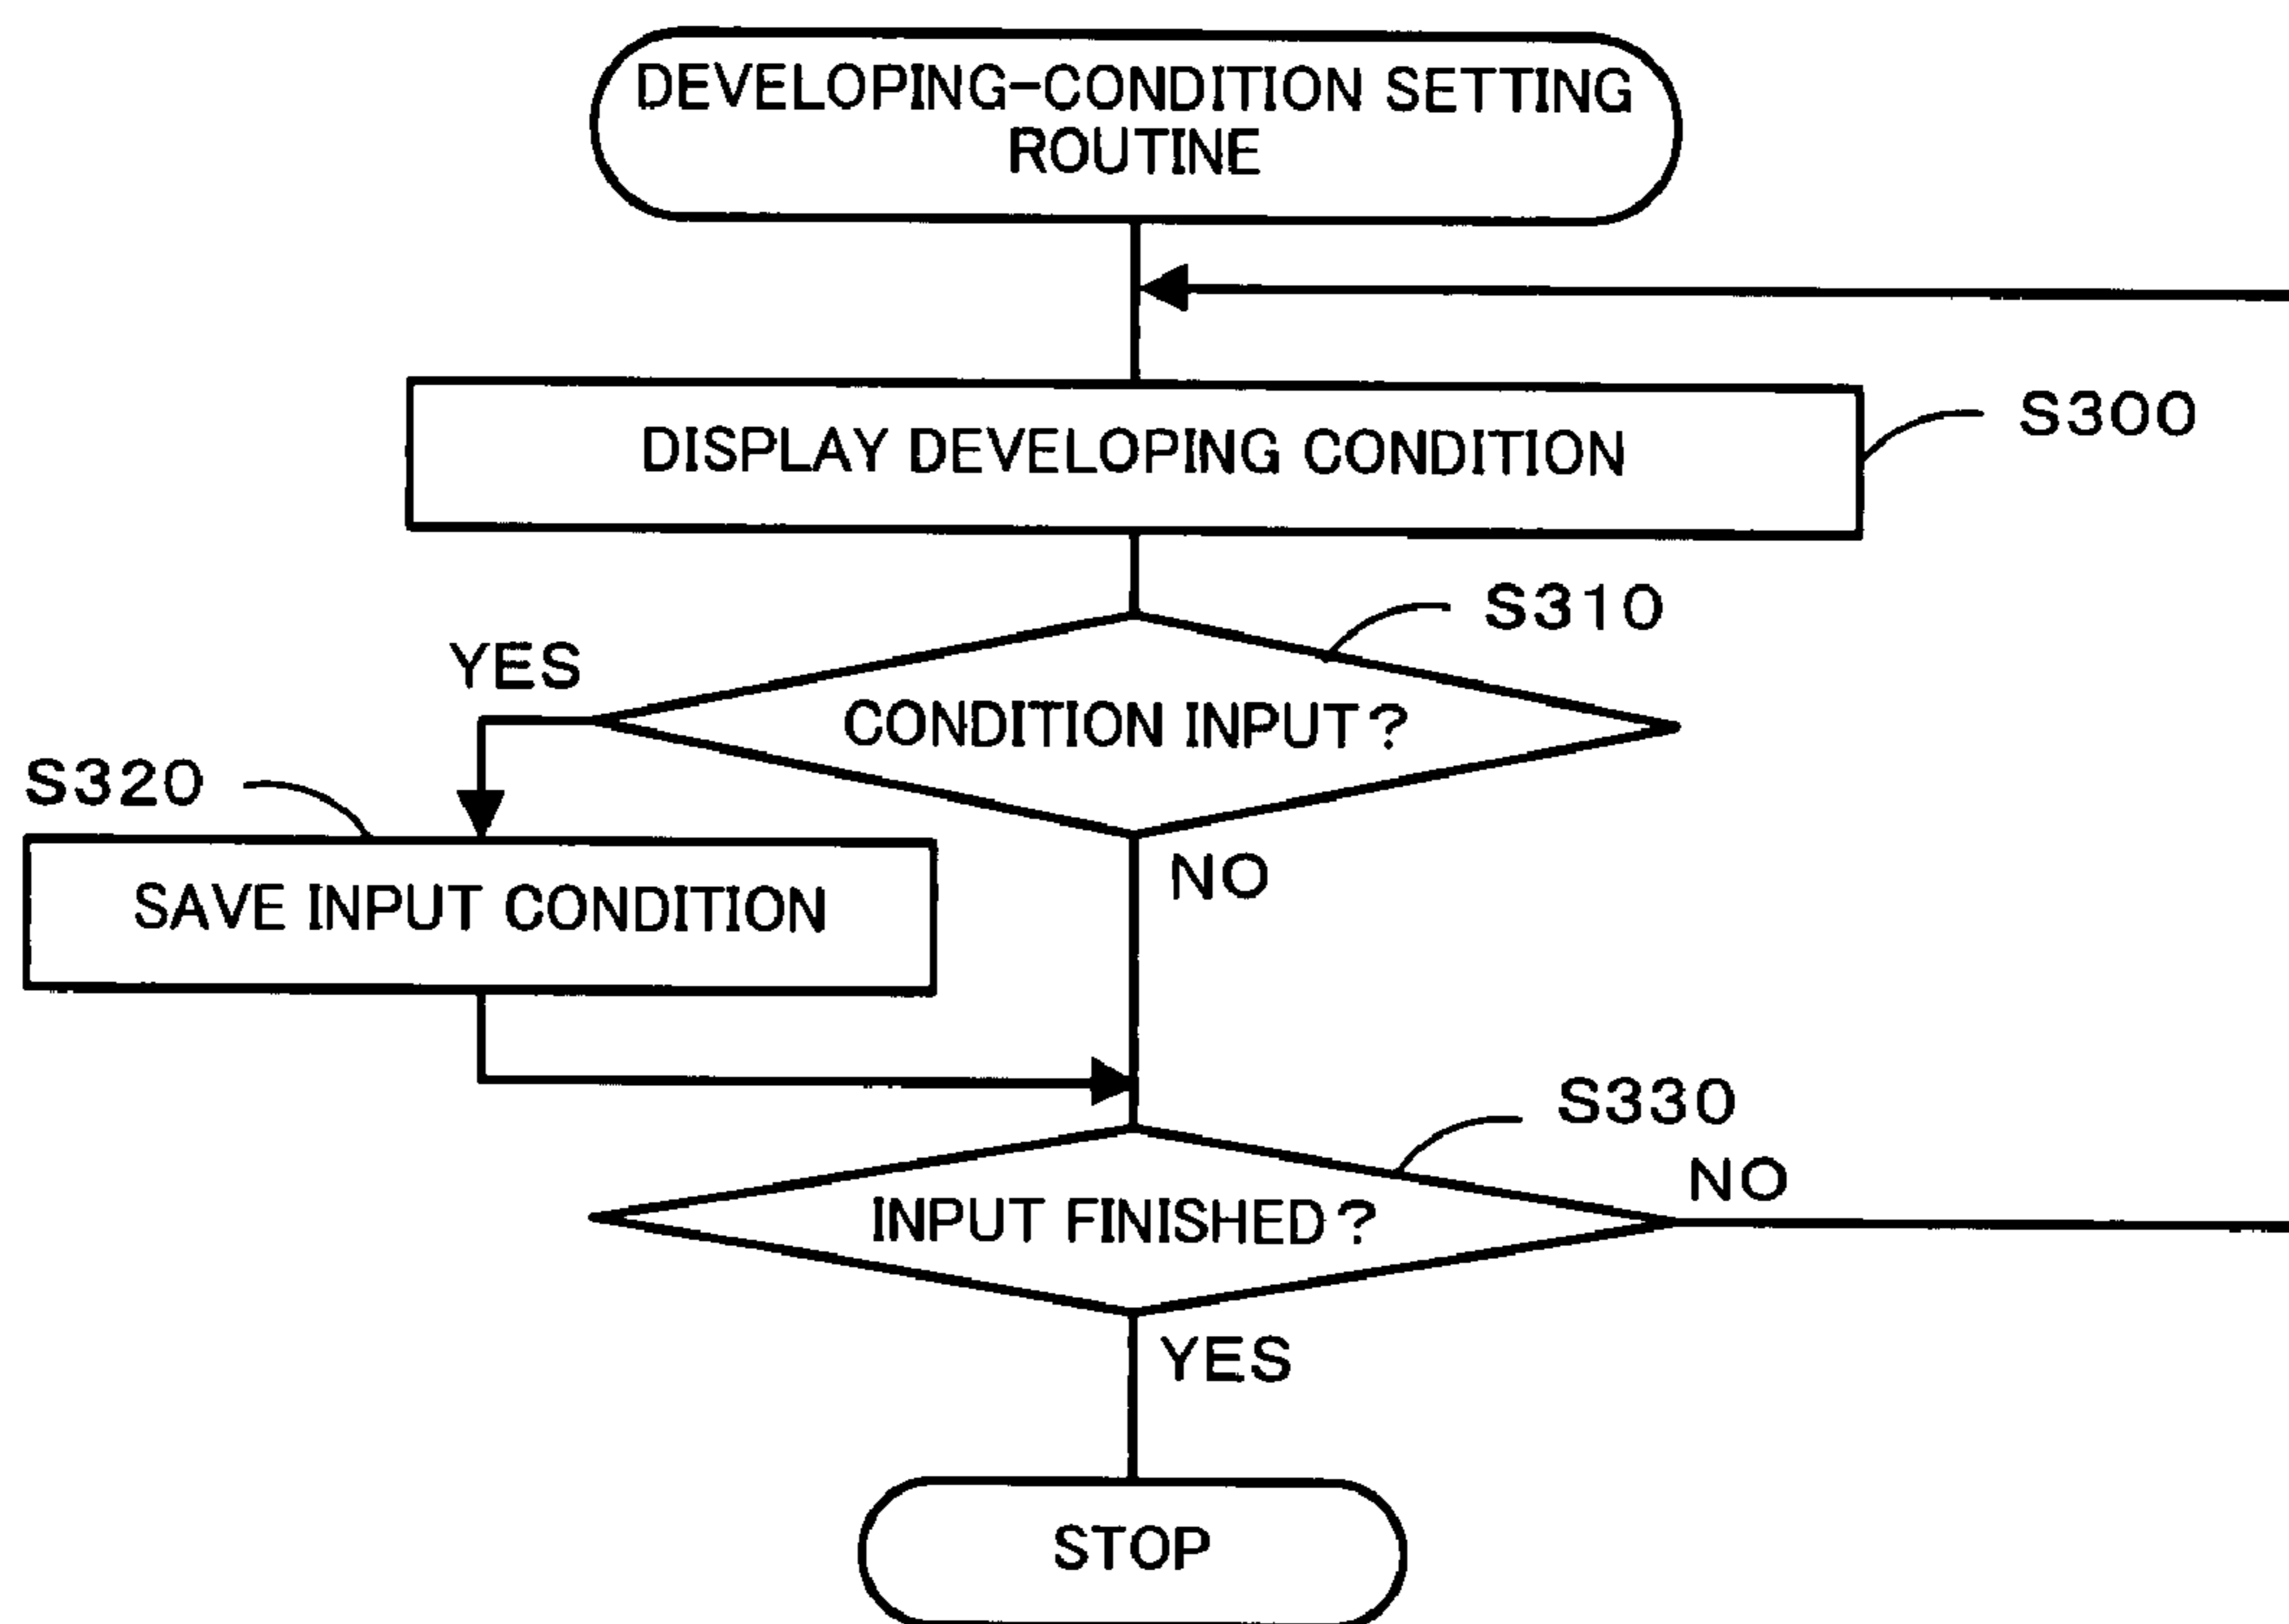 DEVELOPING-CONDITION SETTING
ROUTINE
DISPLAY DEVELOPING CONDITION
S300
S310
YES
CONDITION INPUT?
S320
NO
SAVE INPUT CONDITION
S330
NO
INPUT FINISHED?
YES
STOP